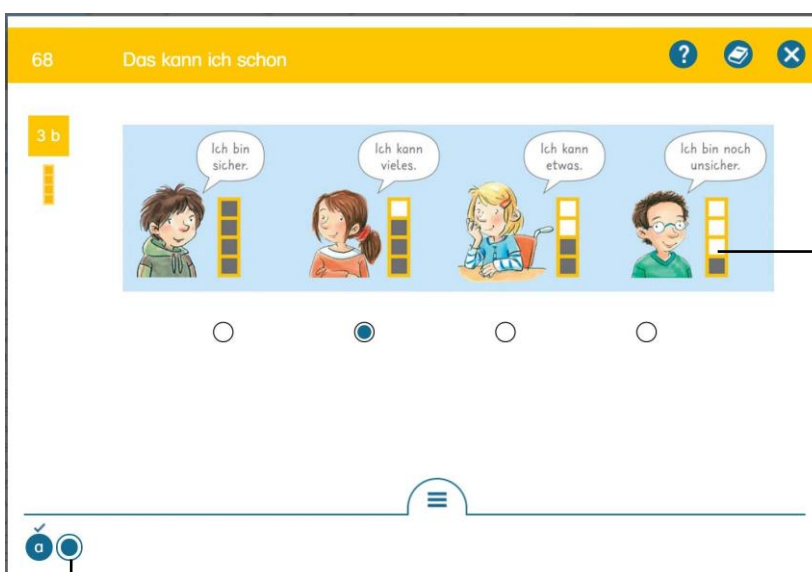 68 Das kann ich schon ?
3 b
Ich bin
sicher.
Ich kann
vieles.
Ich kann
etwas.
Ich bin noch
unsicher.
a